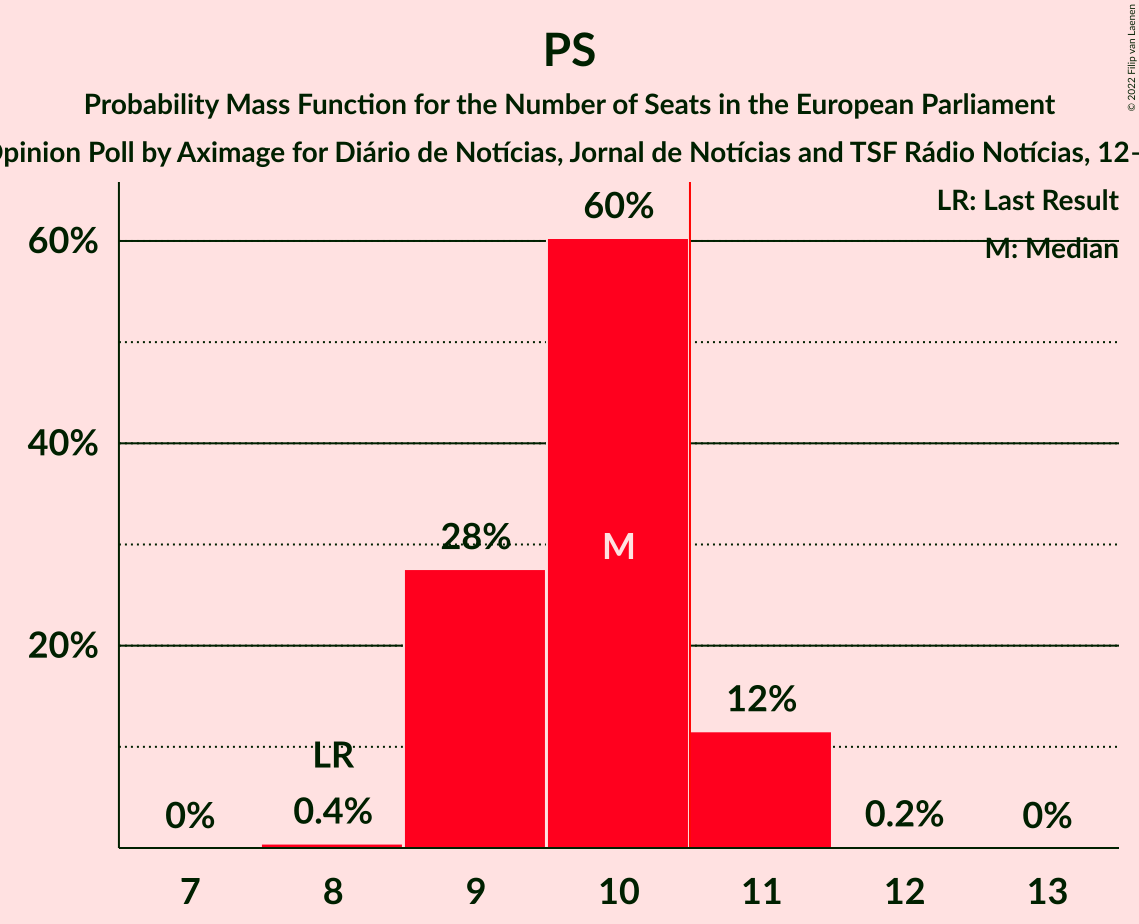 PS
Probability Mass Function for the Number of Seats in the European Parliament
Opinion Poll by Aximage for Diário de Notícias, Jornal de Notícias and TSF Rádio Notícias, 12–
© 2022 Filip van Laenen
LR: Last Result
M: Median
60%
40%
20%
0%
LR
0.4%
28%
60%
M
12%
0.2%
0%
7 8 9 10 11 12 13